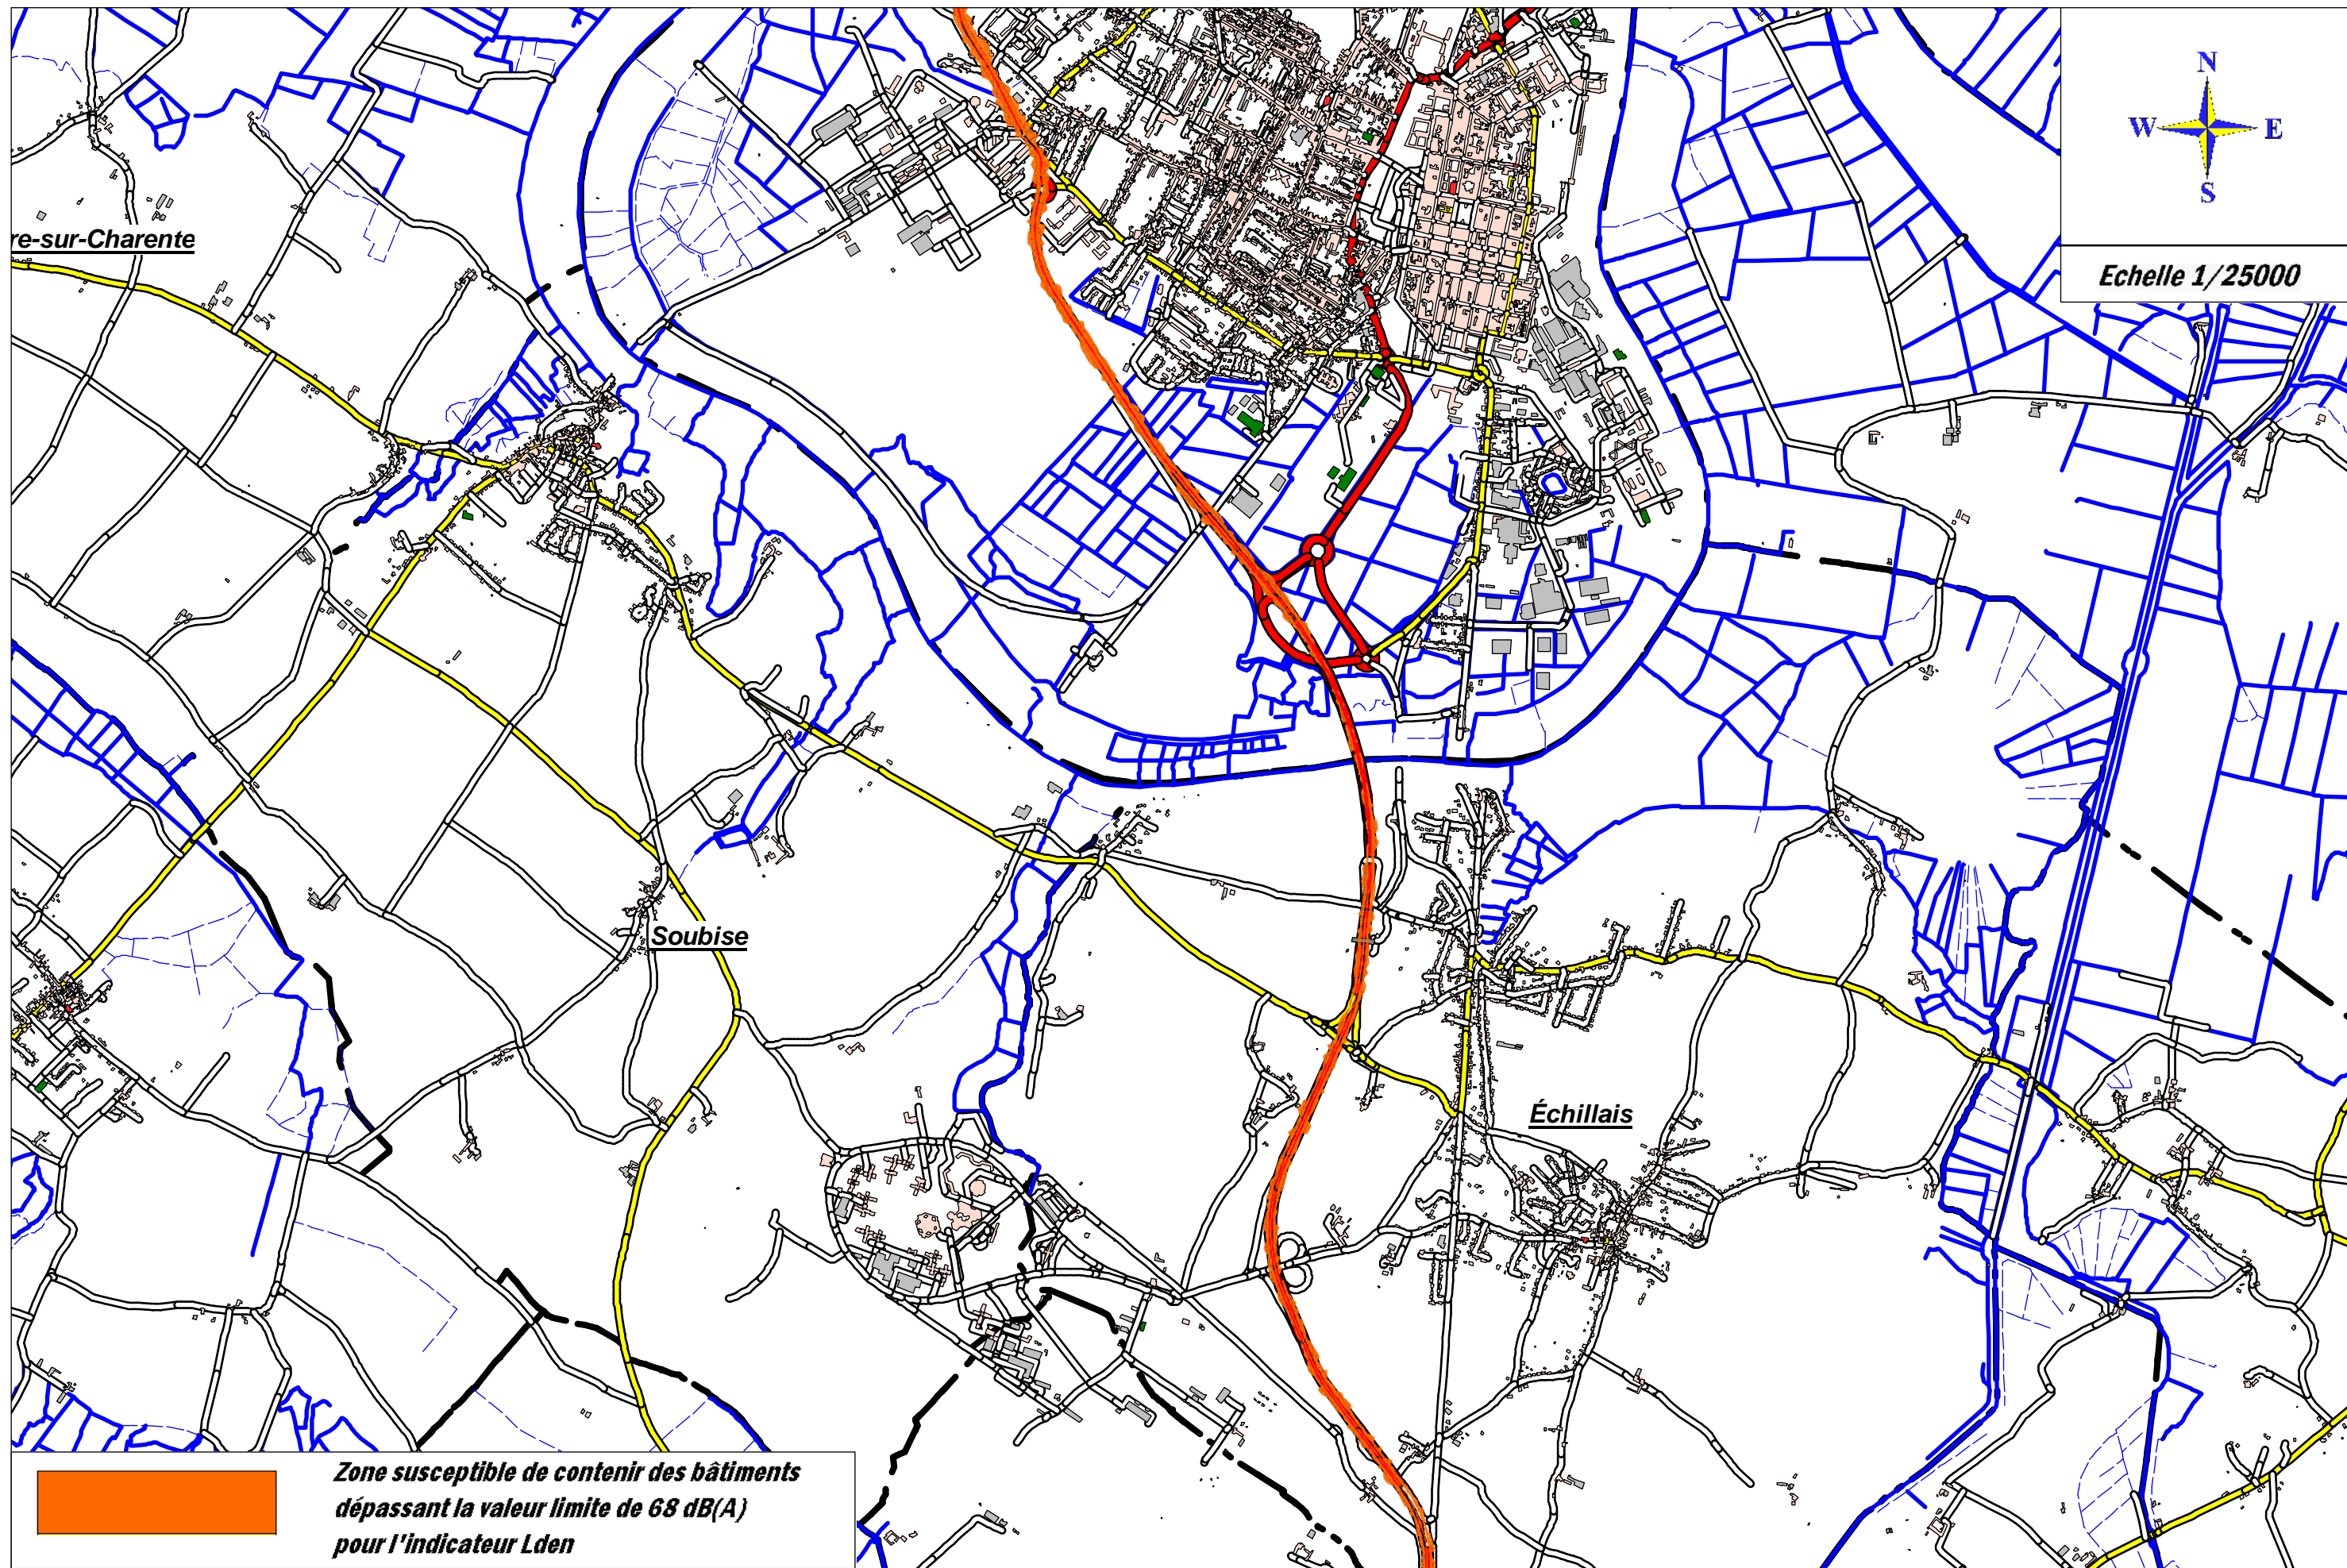 N
W E
S
Echelle 1/25000
re-sur-Charente
Soubise
Échillais
Zone susceptible de contenir des bâtiments
dépassant la valeur limite de 68 dB(A)
pour l'indicateur Lden